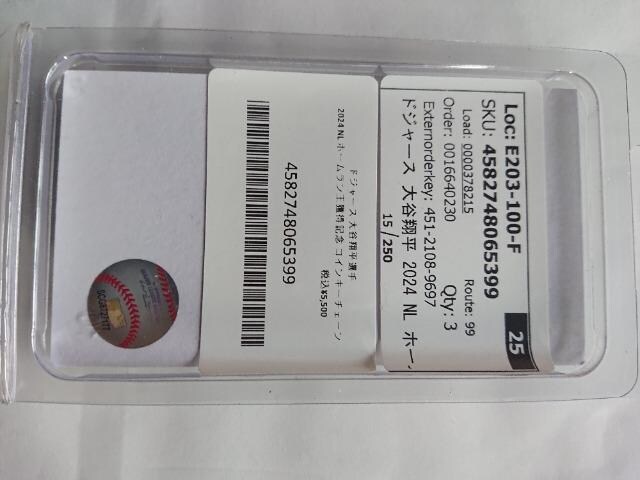 Loc: E203-100-F
25
SKU: 4582748065399
Load: 0000378215 Route: 99
Order: 0016640230 Qty: 3
Externorderkey: 451-2108-9697
ドジャース 大谷翔平 2024 NL ホー
15/250
ドジャース 大谷翔平選手
2024 NL ホームラン王獲得記念 コインキーチェーン
税込¥5,500
4582748065399